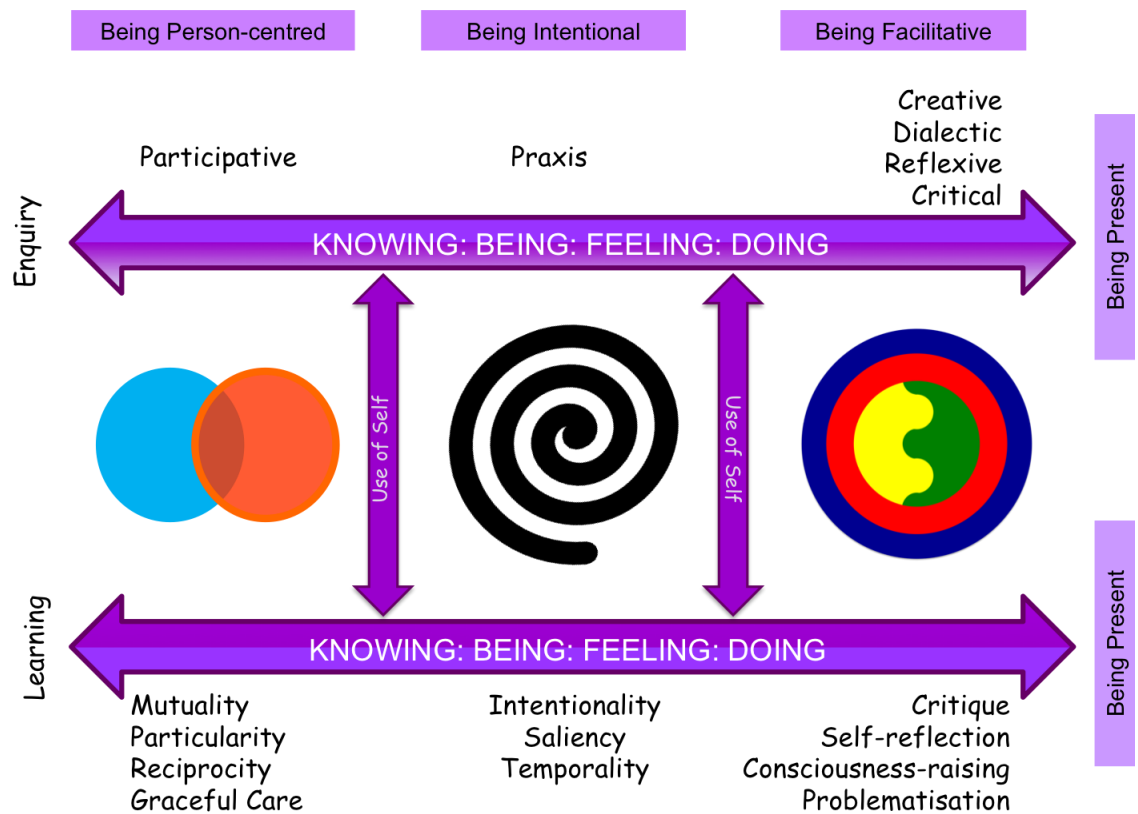 Being Person-centred
Being Intentional
Being Facilitative
Creative
Dialectic
Reflexive
Critical
Participative
Praxis
Enquiry
KNOWING: BEING: FEELING: DOING
Being Present
Use of Self
Use of Self
Learning
KNOWING: BEING: FEELING: DOING
Being Present
Mutuality
Particularity
Reciprocity
Graceful Care
Intentionality
Saliency
Temporality
Critique
Self-reflection
Consciousness-raising
Problematisation